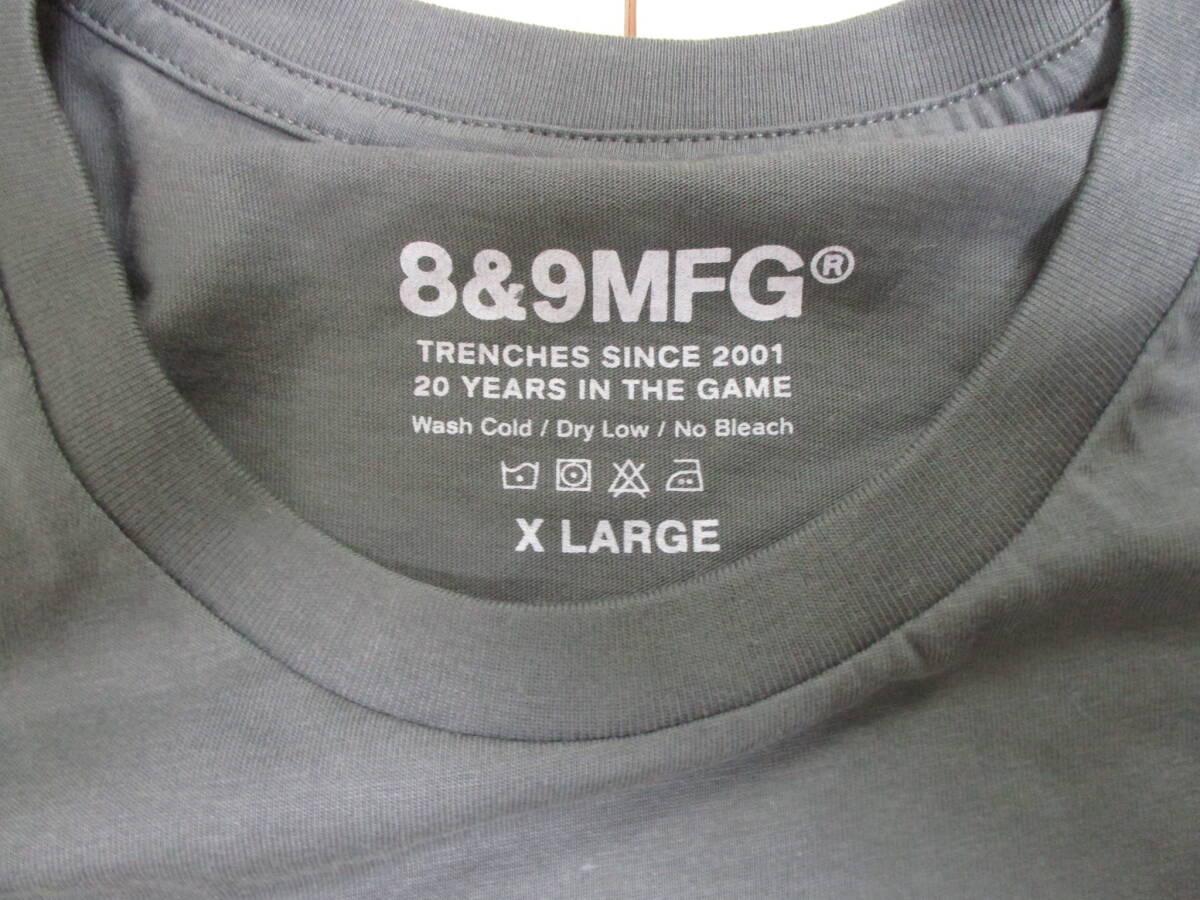 8&9MFG®
TRENCHES SINCE 2001
20 YEARS IN THE GAME
Wash Cold / Dry Low / No Bleach
X LARGE